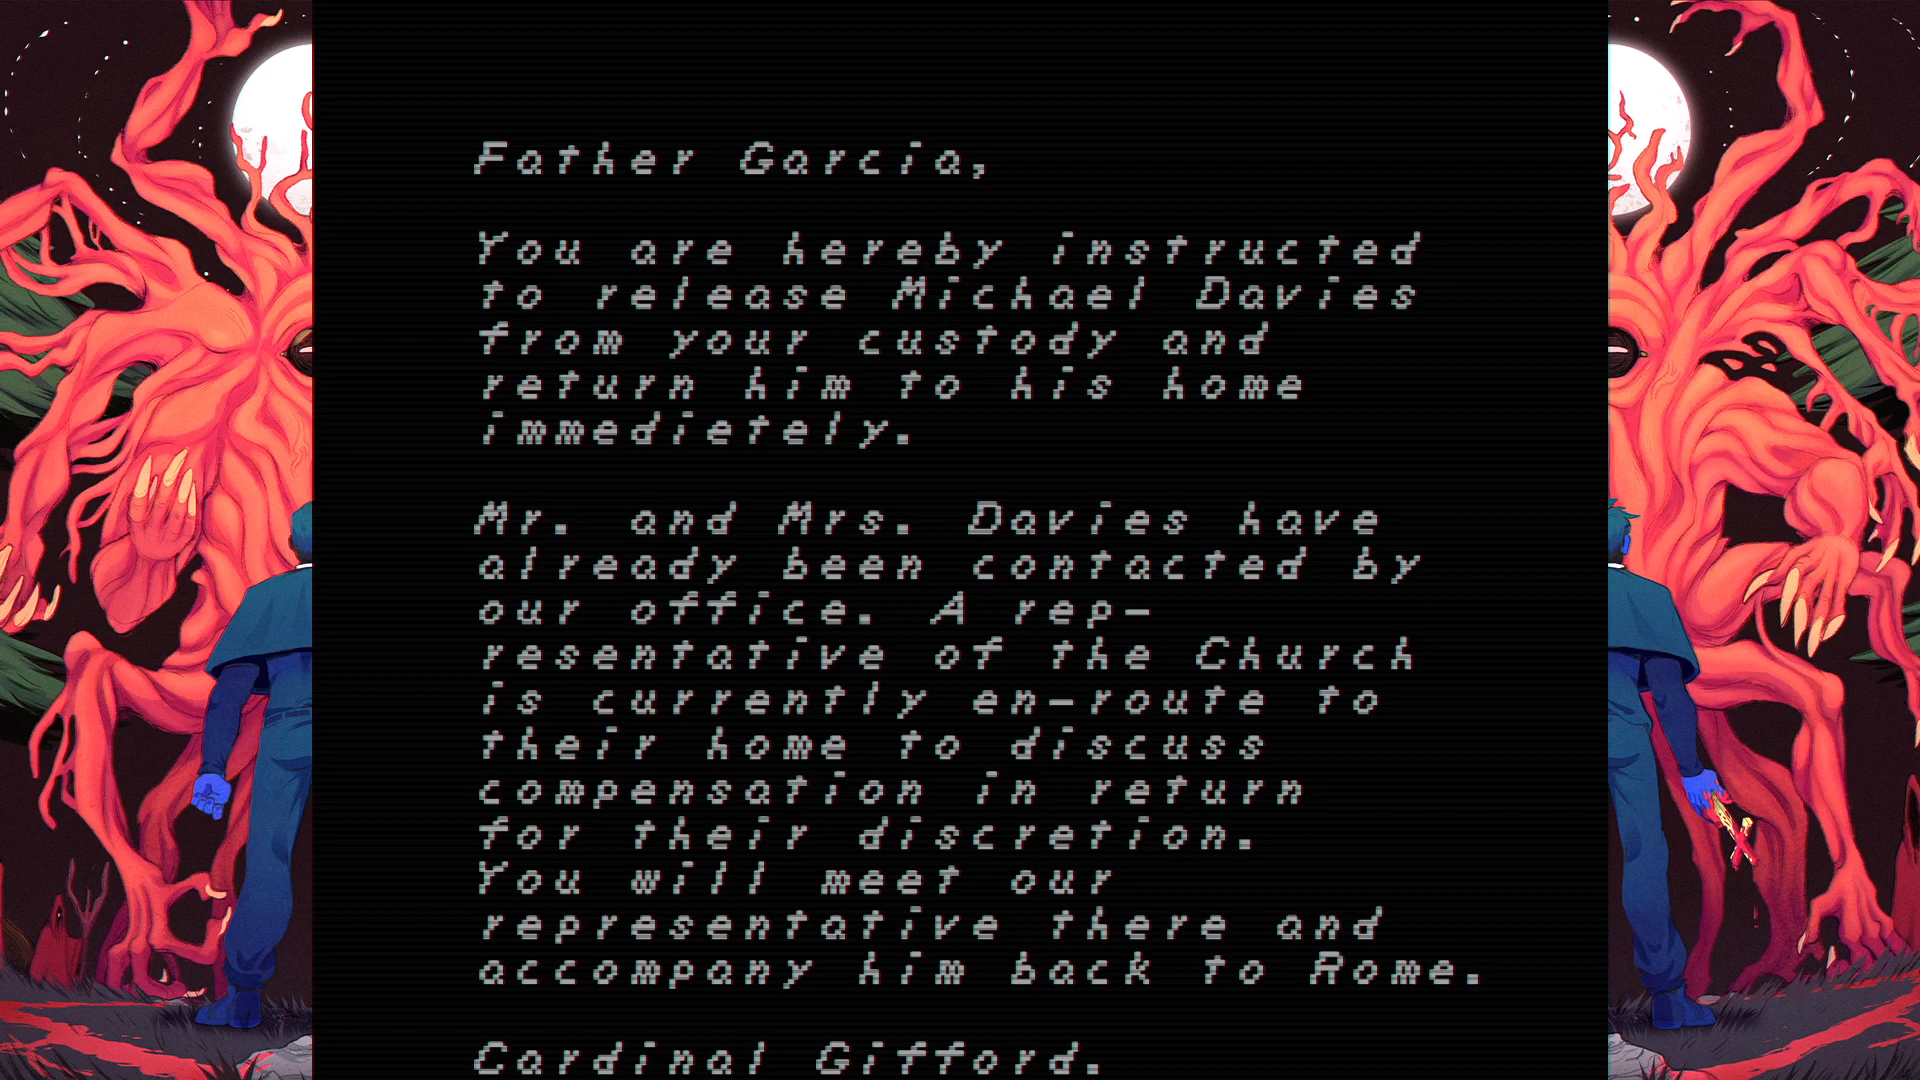 Father Garcia,
You are hereby instructed
to release Michael Davies
from your custody and
return him to his home
immedietely.
Mr. and Mrs. Davies have
already been contacted by
our office. A rep-
resentative of the Church
is currently en-route to
their home to discuss
compensation in return
for their discretion.
You will meet our
representative there and
accompany him back to Rome.
Cardinal Gifford.